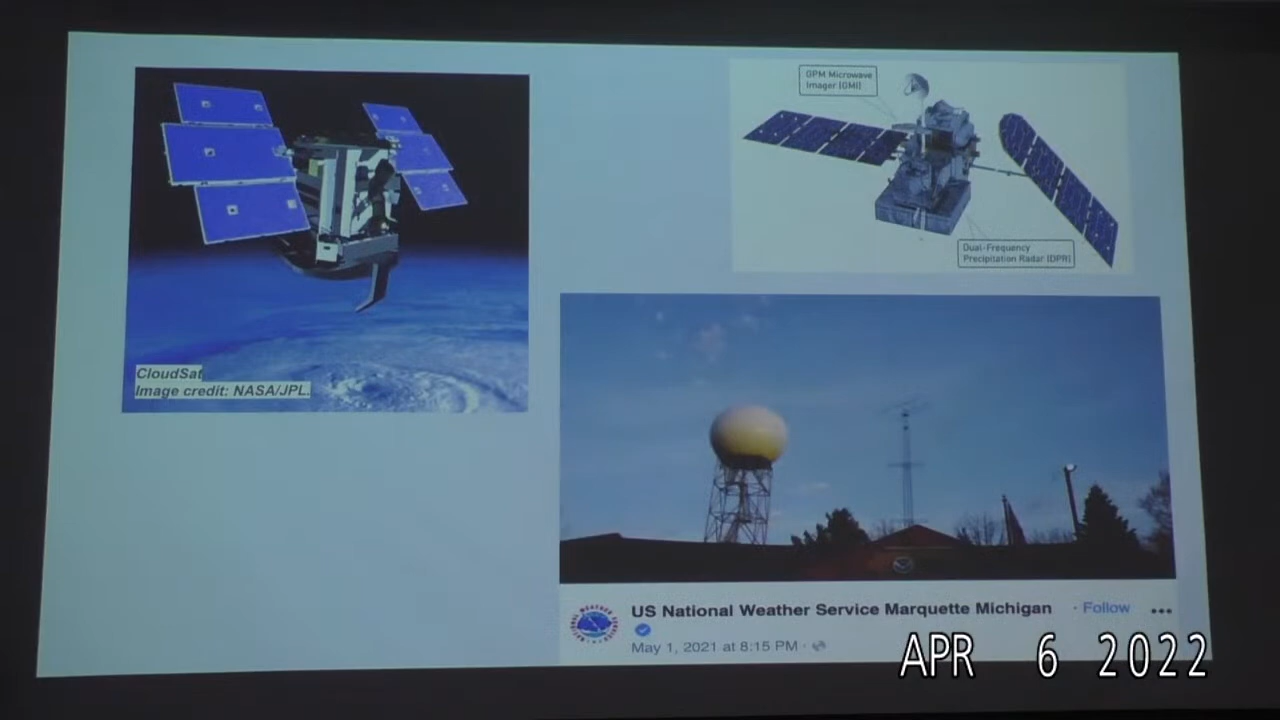 GPM Microwave
Imager (GMI)
Dual-Frequency
Precipitation Radar (DPR)
CloudSat
Image credit: NASA/JPL.
US National Weather Service Marquette Michigan · Follow •••
May 1, 2021 at 8:15 PM ·
APR 6 2022